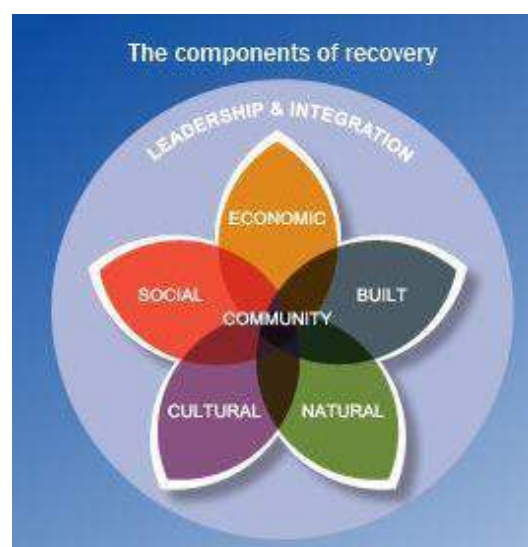 The components of recovery
LEADERSHIP & INTEGRATION
ECONOMIC
SOCIAL
BUILT
COMMUNITY
CULTURAL
NATURAL